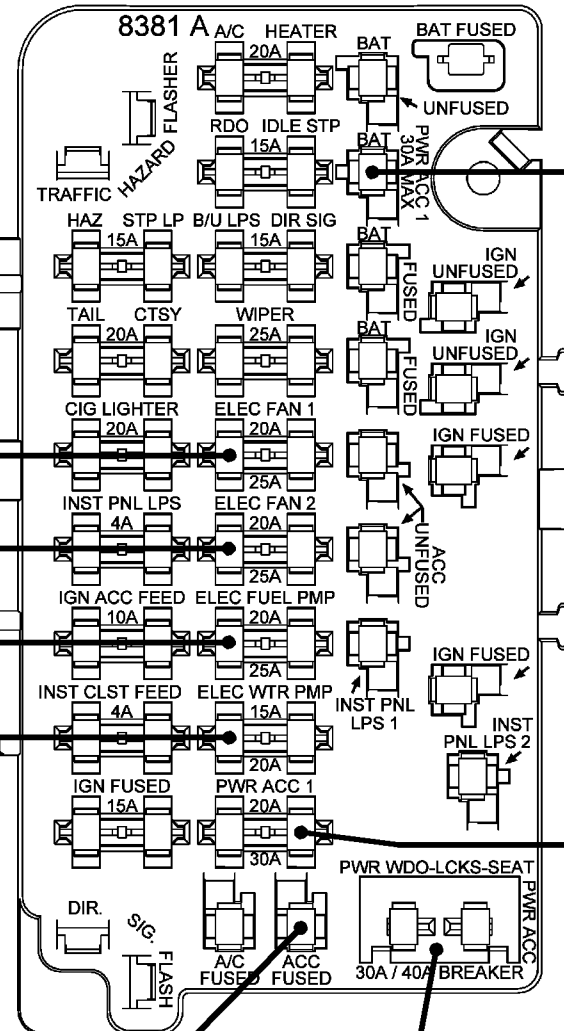 8381 A
A/C HEATER
20A
BAT
BAT FUSED
UNFUSED
HAZARD FLASHER
TRAFFIC
RDO IDLE STP
15A
BAT
PWR ACC 1
30A MAX
HAZ STP LP
15A
B/U LPS DIR SIG
15A
BAT
FUSED
IGN
UNFUSED
TAIL CTSY
20A
WIPER
25A
BAT
FUSED
IGN
UNFUSED
CIG LIGHTER
20A
ELEC FAN 1
20A
25A
IGN FUSED
INST PNL LPS
4A
ELEC FAN 2
20A
25A
ACC
UNFUSED
IGN ACC FEED
10A
ELEC FUEL PMP
20A
25A
INST PNL
LPS 1
IGN FUSED
INST CLST FEED
4A
ELEC WTR PMP
15A
20A
INST
PNL LPS 2
IGN FUSED
15A
PWR ACC 1
20A
30A
PWR WDO-LCKS-SEAT
PWR ACC
30A / 40A BREAKER
DIR.
SIG.
FLASH
A/C
FUSED
ACC
FUSED